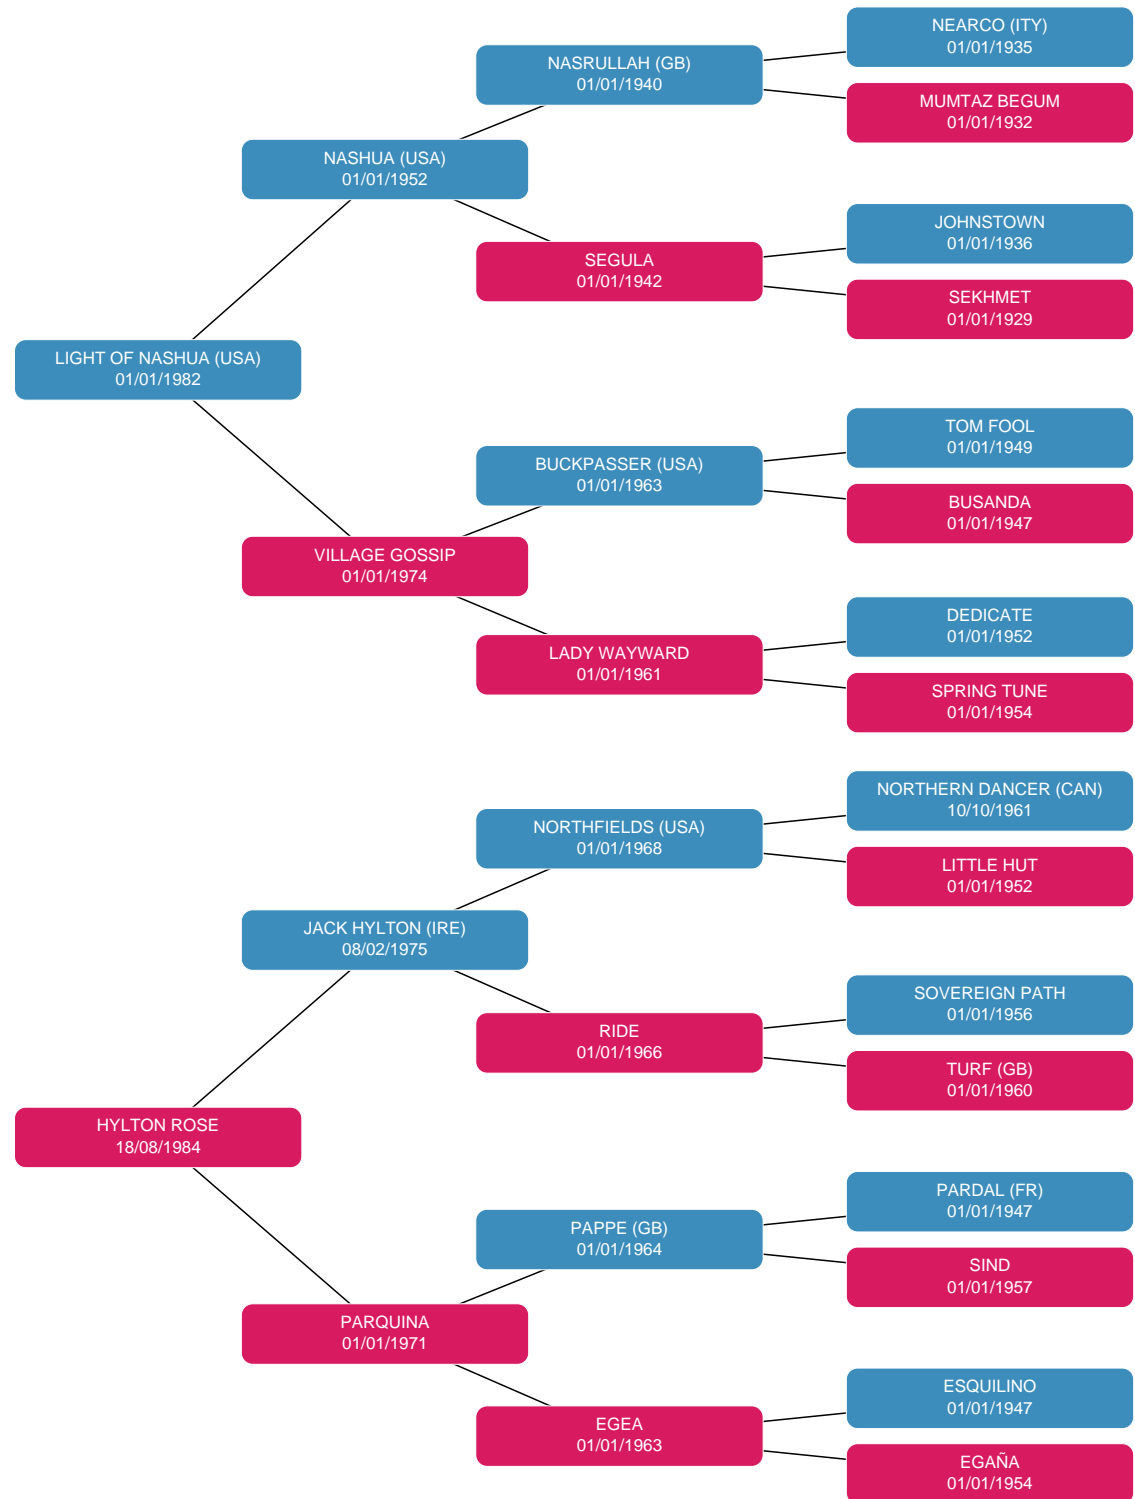 NEARCO (ITY)
01/01/1935
NASRULLAH (GB)
01/01/1940
MUMTAZ BEGUM
01/01/1932
NASHUA (USA)
01/01/1952
JOHNSTOWN
01/01/1936
SEGULA
01/01/1942
SEKHMET
01/01/1929
LIGHT OF NASHUA (USA)
01/01/1982
TOM FOOL
01/01/1949
BUCKPASSER (USA)
01/01/1963
BUSANDA
01/01/1947
VILLAGE GOSSIP
01/01/1974
DEDICATE
01/01/1952
LADY WAYWARD
01/01/1961
SPRING TUNE
01/01/1954
NORTHERN DANCER (CAN)
10/10/1961
NORTHFIELDS (USA)
01/01/1968
LITTLE HUT
01/01/1952
JACK HYLTON (IRE)
08/02/1975
SOVEREIGN PATH
01/01/1956
RIDE
01/01/1966
TURF (GB)
01/01/1960
HYLTON ROSE
18/08/1984
PARDAL (FR)
01/01/1947
PAPPE (GB)
01/01/1964
SIND
01/01/1957
PARQUINA
01/01/1971
ESQUILINO
01/01/1947
EGEA
01/01/1963
EGAÑA
01/01/1954